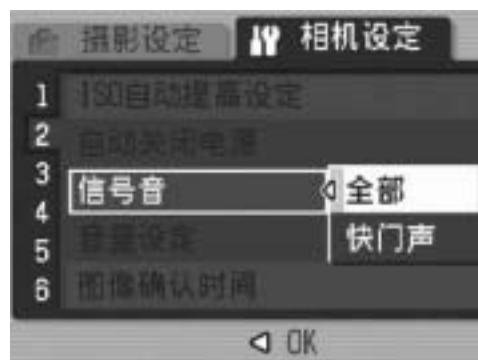 摄影设定 相机设定
1 ISO自动提高设定
2 自动关闭电源
3 信号音 全部
4 音量设定 快门声
5
6 图像确认时间
OK